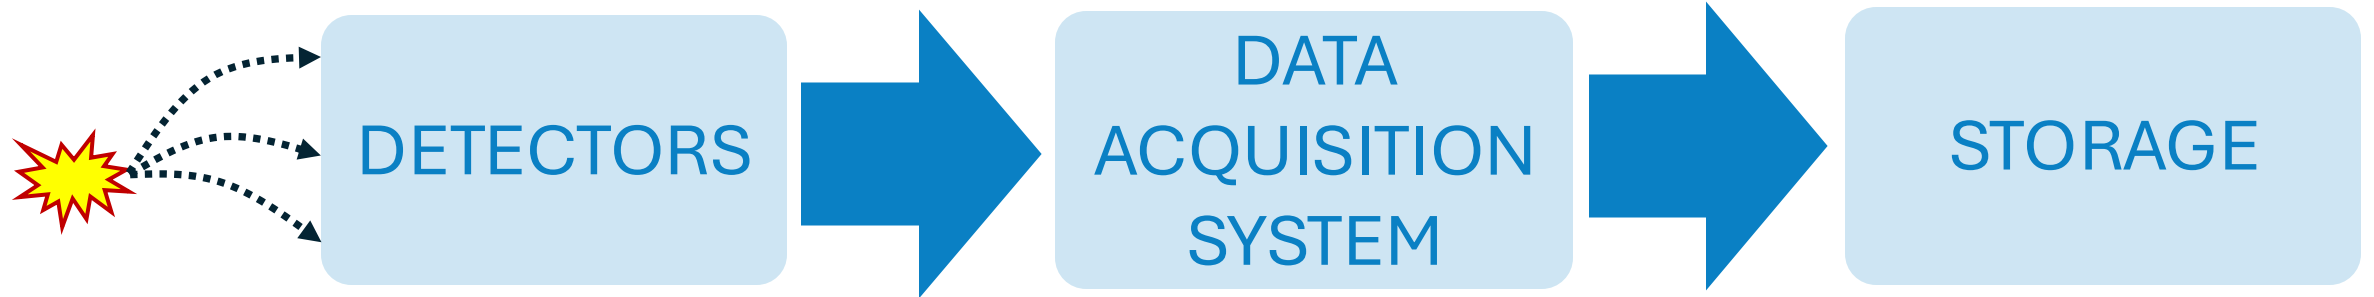 DETECTORS
DATA
ACQUISITION
SYSTEM
STORAGE